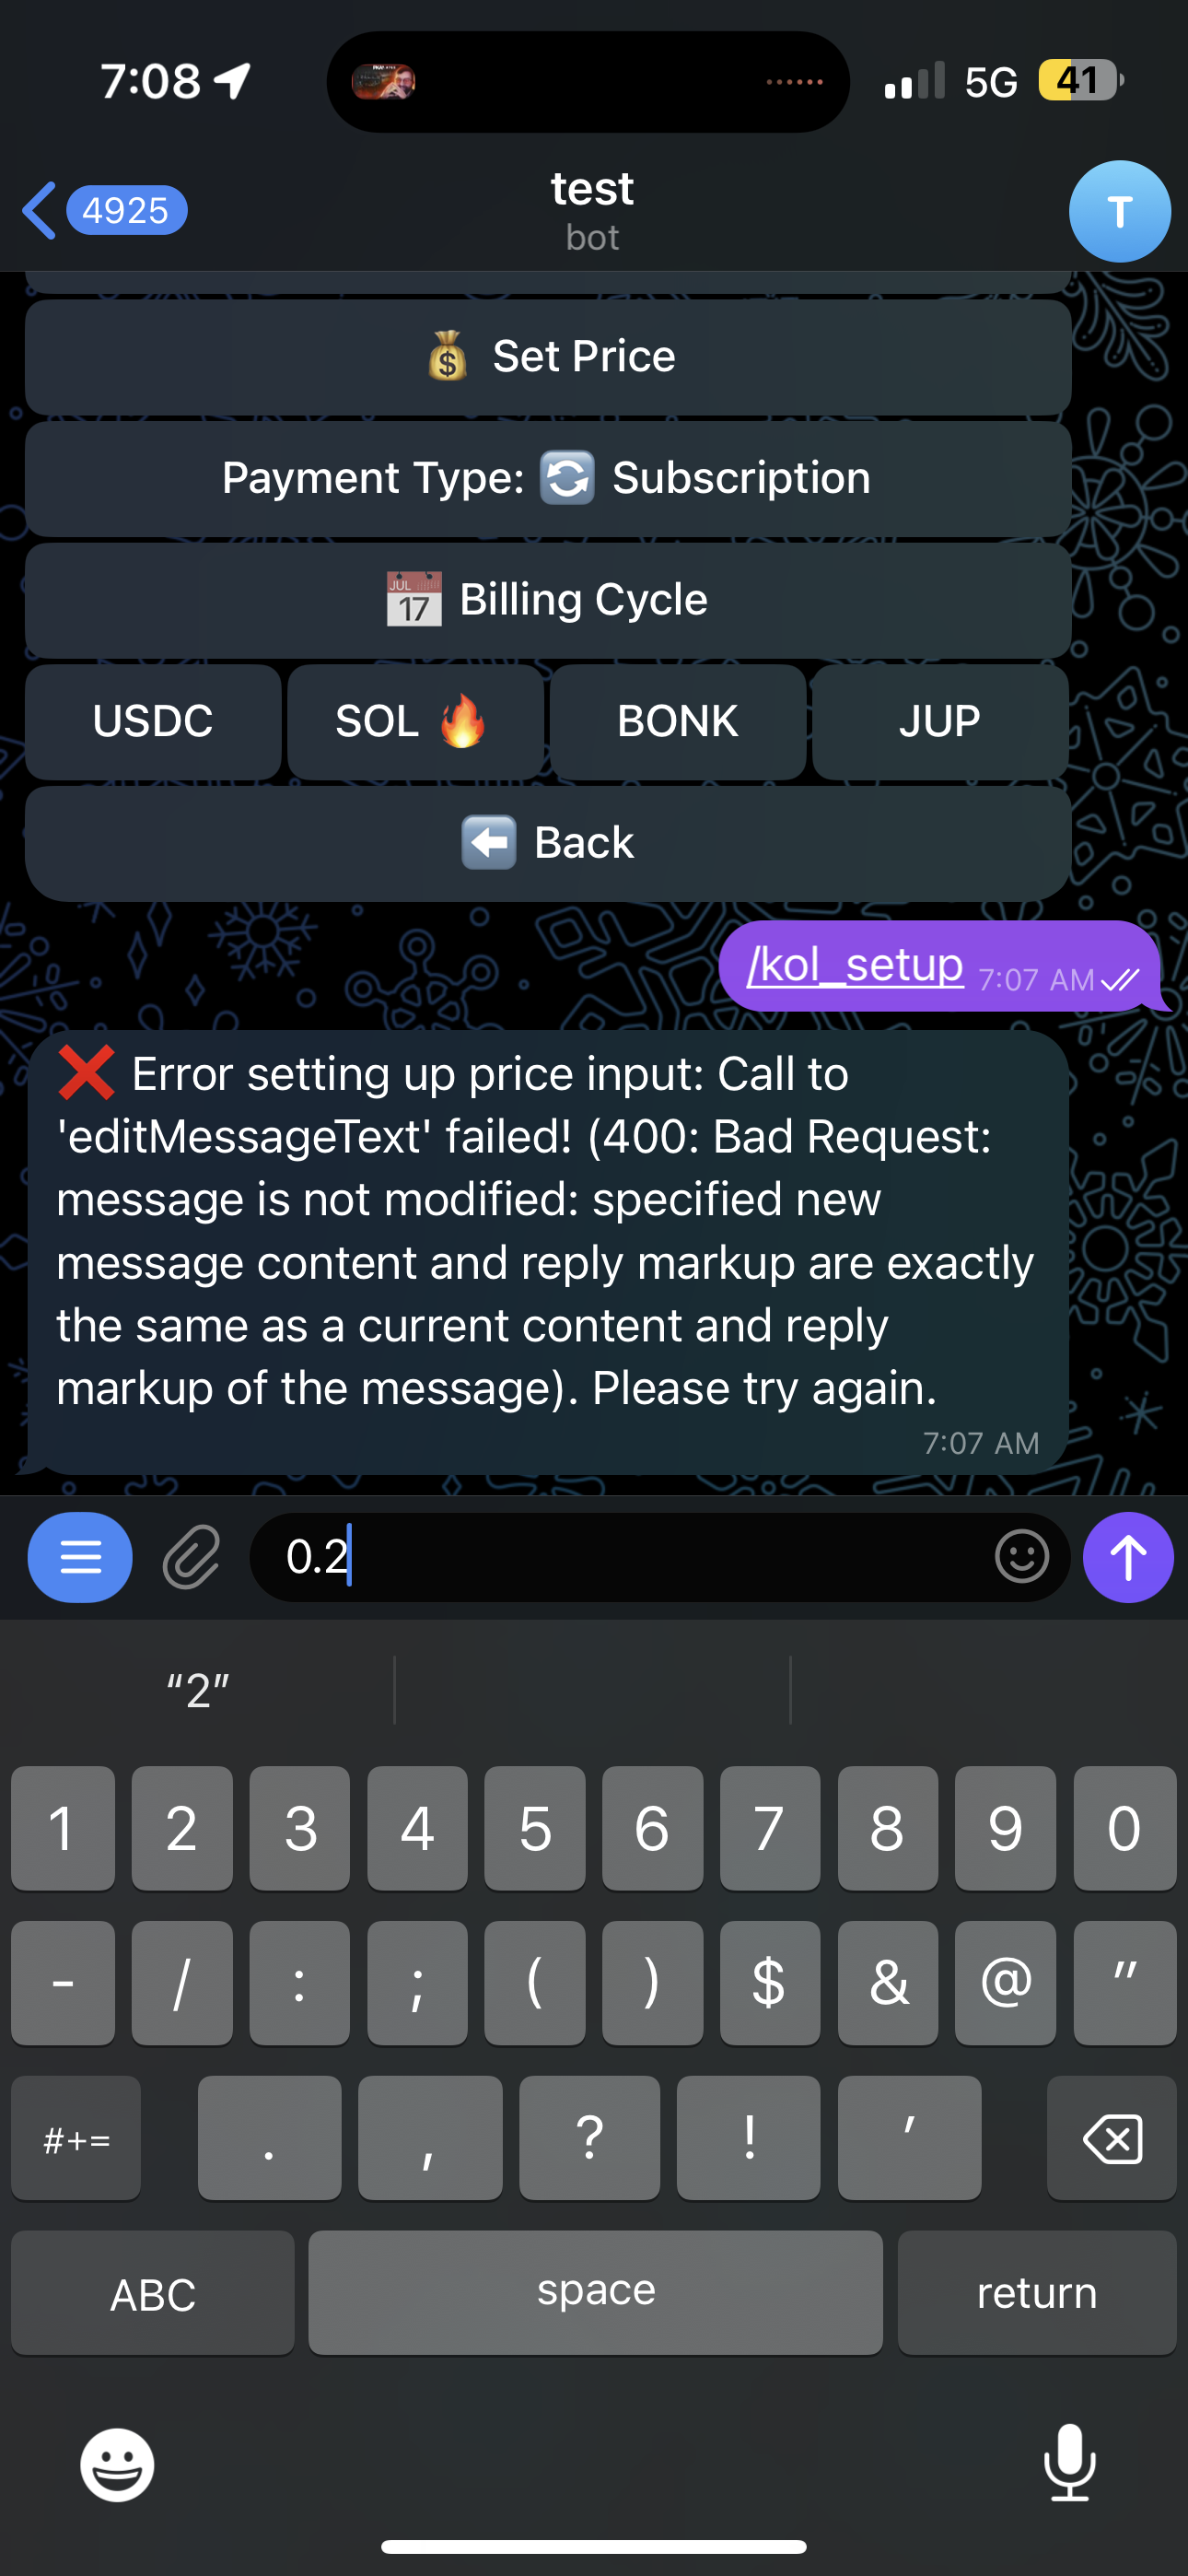 7:08
5G
41
4925
test
bot
T
💰 Set Price
Payment Type: 🔄 Subscription
📅 Billing Cycle
USDC
SOL 🔥
BONK
JUP
⬅️ Back
/kol_setup 7:07 AM
❌ Error setting up price input: Call to
'editMessageText' failed! (400: Bad Request:
message is not modified: specified new
message content and reply markup are exactly
the same as a current content and reply
markup of the message). Please try again.
7:07 AM
0.2
“2”
1 2 3 4 5 6 7 8 9 0
- / : ; ( ) $ & @ "
#+= . , ? ! '
ABC space return